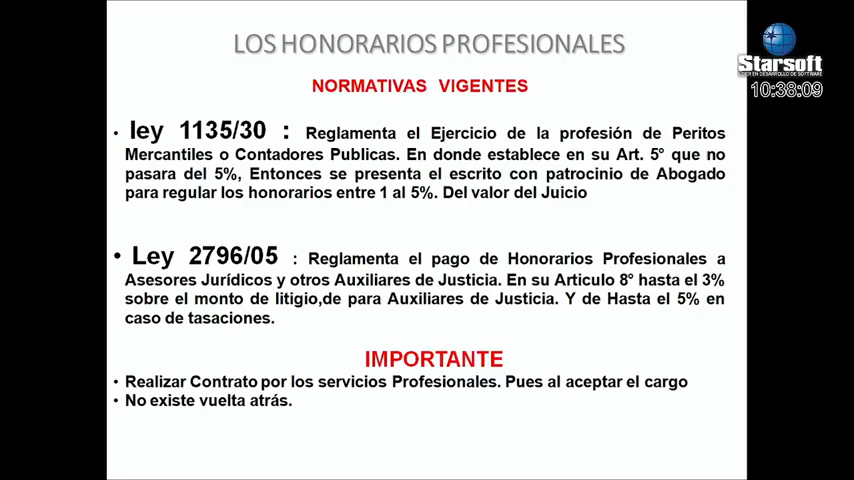 LOS HONORARIOS PROFESIONALES
NORMATIVAS VIGENTES
• ley 1135/30 : Reglamenta el Ejercicio de la profesión de Peritos
Mercantiles o Contadores Publicas. En donde establece en su Art. 5° que no
pasara del 5%, Entonces se presenta el escrito con patrocinio de Abogado
para regular los honorarios entre 1 al 5%. Del valor del Juicio
• Ley 2796/05 : Reglamenta el pago de Honorarios Profesionales a
Asesores Jurídicos y otros Auxiliares de Justicia. En su Articulo 8° hasta el 3%
sobre el monto de litigio,de para Auxiliares de Justicia. Y de Hasta el 5% en
caso de tasaciones.
IMPORTANTE
• Realizar Contrato por los servicios Profesionales. Pues al aceptar el cargo
• No existe vuelta atrás.
Starsoft
EN DESARROLLO DE SOFTWARE
10:38:09